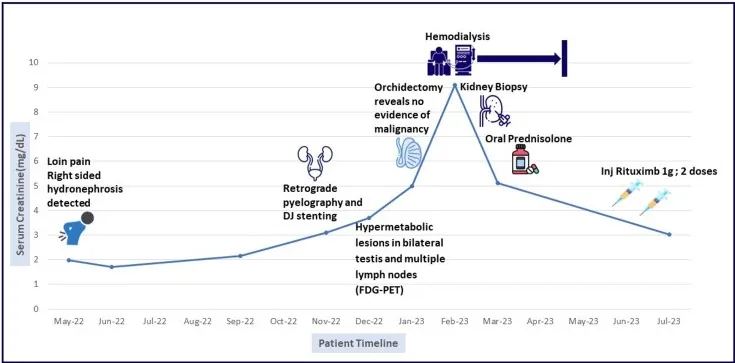 Hemodialysis
Orchidectomy
reveals no
evidence of
malignancy
Kidney Biopsy
Oral Prednisolone
Inj Rituximb 1g ; 2 doses
Loin pain
Right sided
hydronephrosis
detected
Retrograde
pyelography and
DJ stenting
Hypermetabolic
lesions in bilateral
testis and multiple
lymph nodes
(FDG-PET)
Serum Creatinine(mg/dL)
10
9
8
7
6
5
4
3
2
1
0
May-22 Jun-22 Jul-22 Aug-22 Sep-22 Oct-22 Nov-22 Dec-22 Jan-23 Feb-23 Mar-23 Apr-23 May-23 Jun-23 Jul-23
Patient Timeline